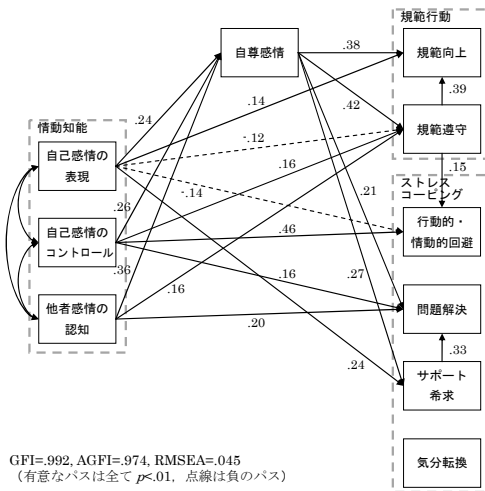 規範行動
自尊感情
規範向上
規範遵守
情動知能
自己感情の
表現
自己感情の
コントロール
他者感情の
認知
ストレス
コーピング
行動的・
情動的回避
問題解決
サポート
希求
気分転換
.38
.42
.39
.24
.14
-.12
.16
.15
.21
-.14
.26
.46
.36
.16
.27
.16
.20
.24
.33
GFI=.992, AGFI=.974, RMSEA=.045
（有意なパスは全て p<.01，点線は負のパス）